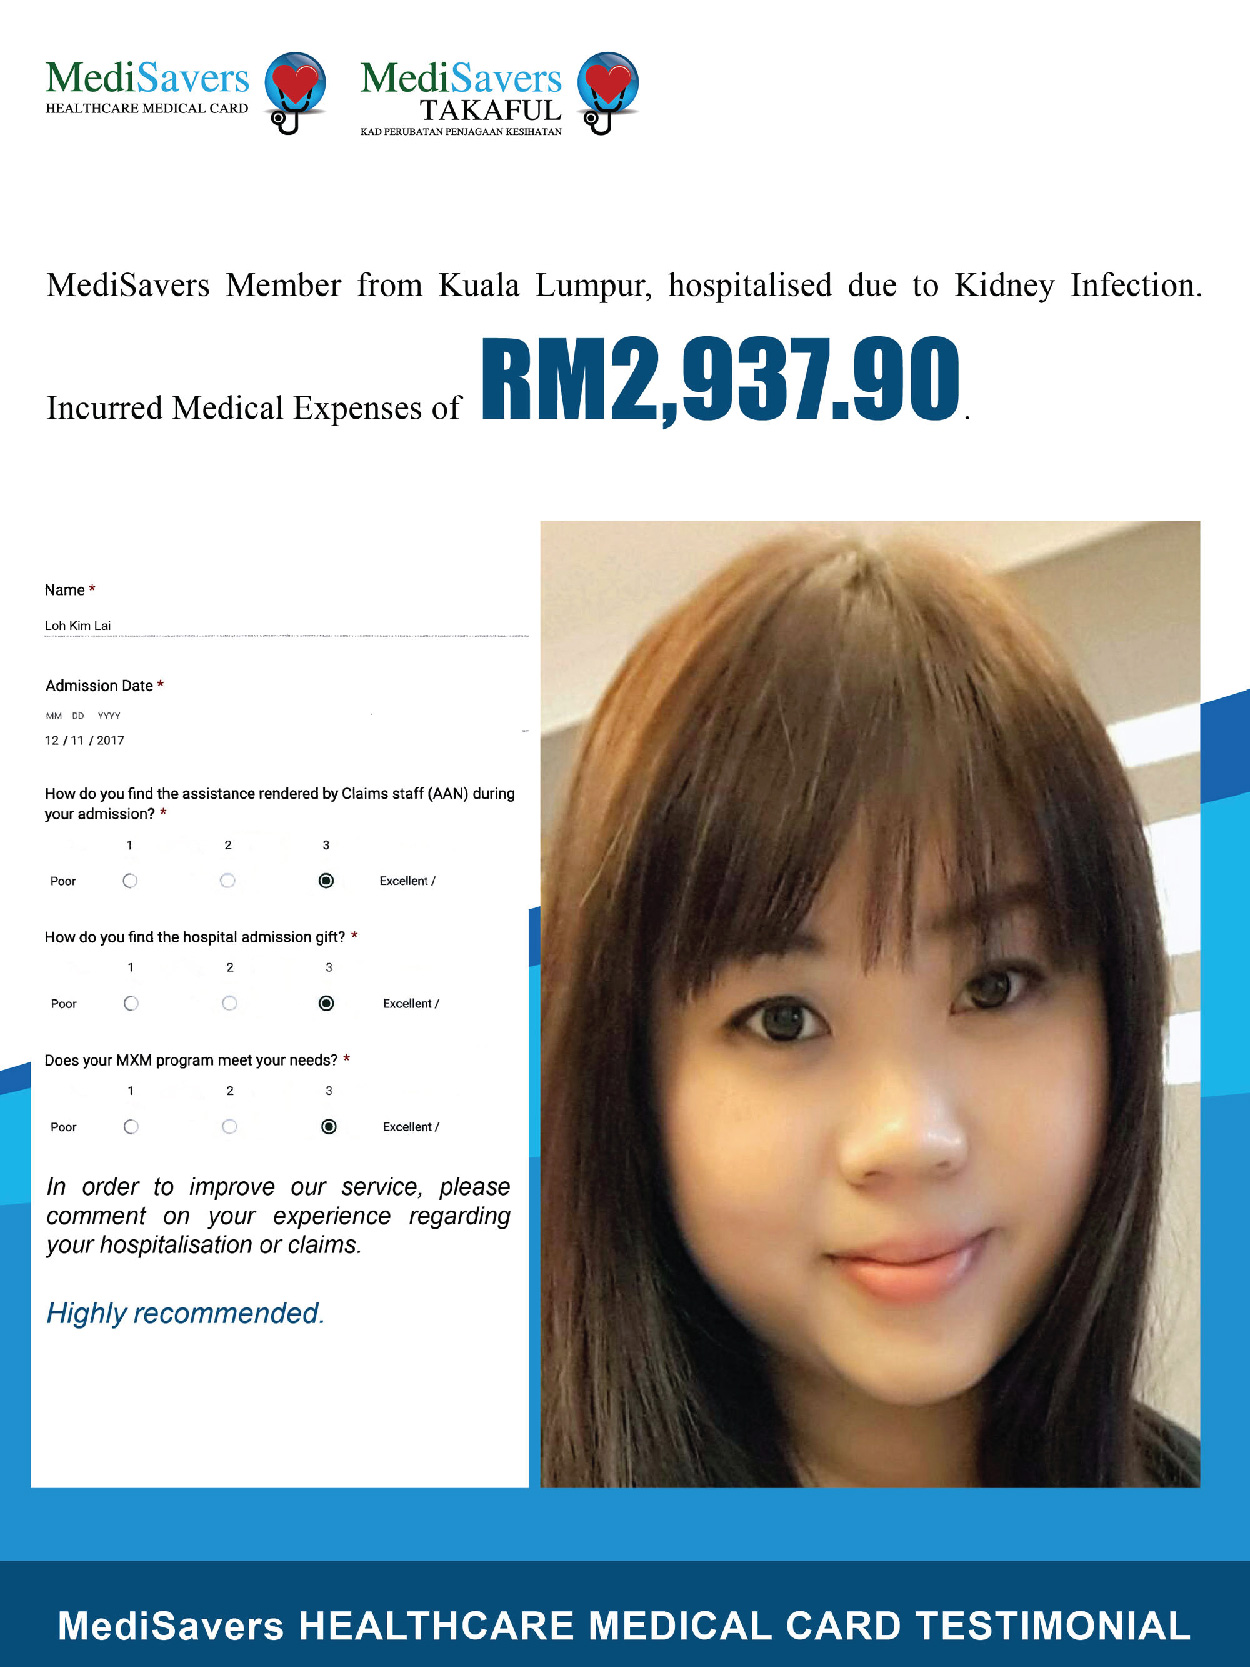 MediSavers
HEALTHCARE MEDICAL CARD
MediSavers
TAKAFUL
KAD PERUBATAN PENJAGAAN KESIHATAN
MediSavers Member from Kuala Lumpur, hospitalised due to Kidney Infection.
Incurred Medical Expenses of RM2,937.90.
Name *
Loh Kim Lai
Admission Date *
MM DD YYYY
12 / 11 / 2017
How do you find the assistance rendered by Claims staff (AAN) during
your admission? *
1 2 3
Poor Excellent /
How do you find the hospital admission gift? *
1 2 3
Poor Excellent /
Does your MXM program meet your needs? *
1 2 3
Poor Excellent /
In order to improve our service, please
comment on your experience regarding
your hospitalisation or claims.
Highly recommended.
MediSavers HEALTHCARE MEDICAL CARD TESTIMONIAL